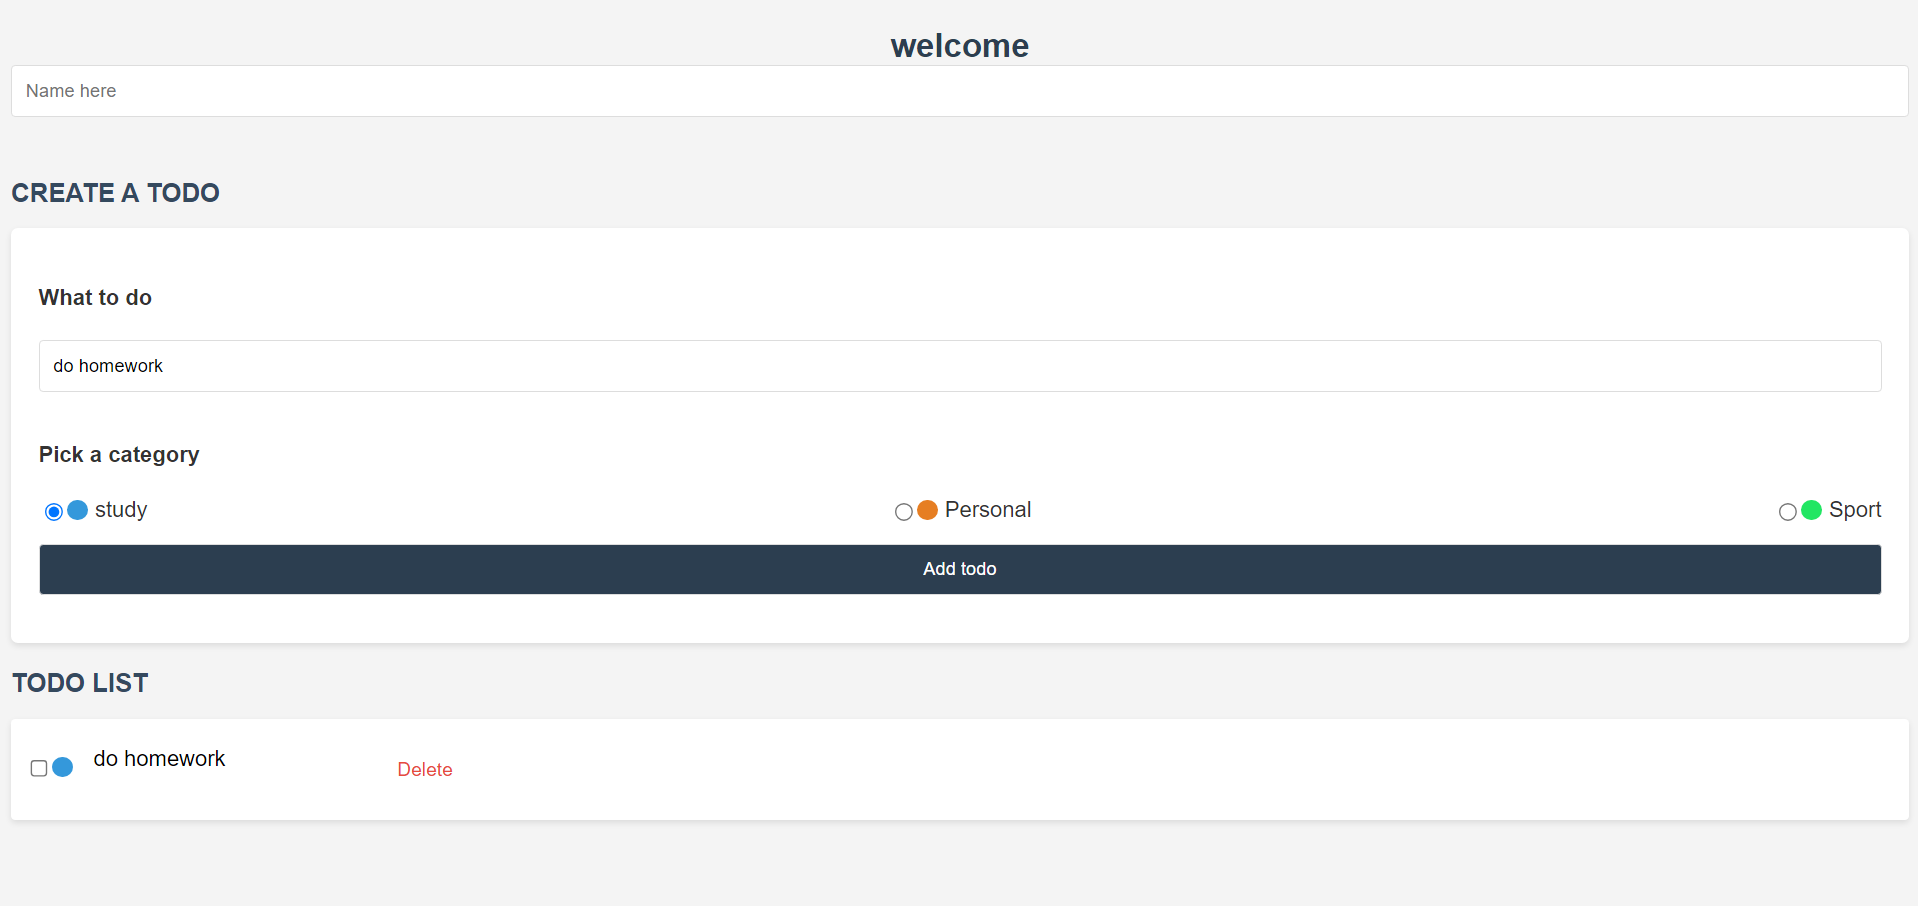 welcome
Name here
CREATE A TODO
What to do
do homework
Pick a category
study Personal Sport
Add todo
TODO LIST
do homework Delete